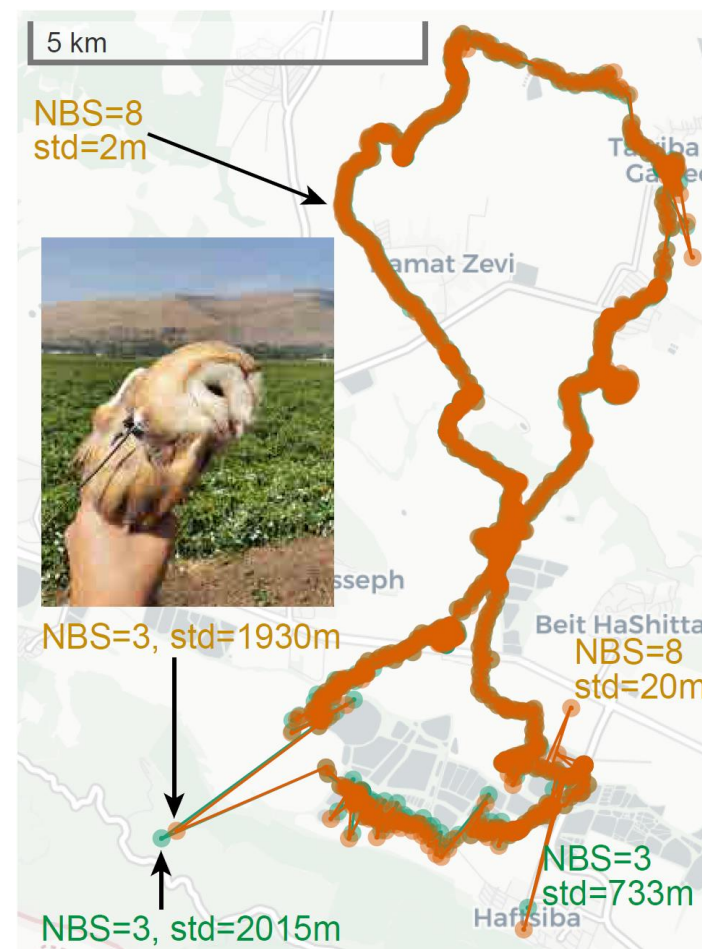 5 km
NBS=8
std=2m
Ramat Zevi
NBS=3, std=1930m
Beit HaShitta
NBS=8
std=20m
NBS=3
std=733m
NBS=3, std=2015m